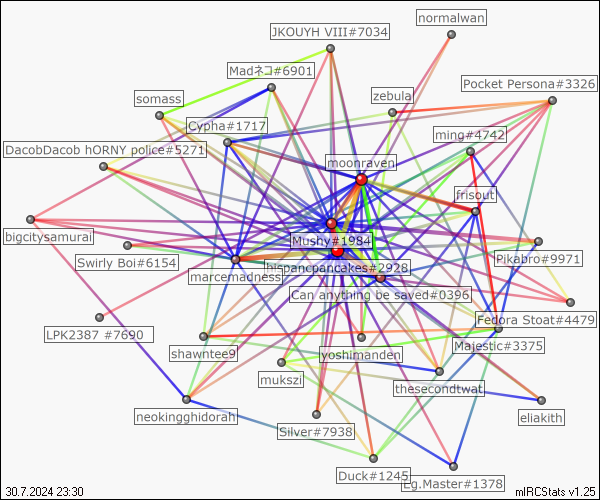 normalwan
JKOUYH VIII#7034
Madネコ#6901
Pocket Persona#3326
zebula
somass
Cypha#1717
ming#4742
DacobDacob hORNY police#5271
moonraven
frisout
bigcitysamurai
Mushy#1984
Swirly Boi#6154
Pikabro#9971
hispancpancakes#2928
marcemadness
Can anything be saved#0396
Fedora Stoat#4479
LPK2387 #7690
Majestic#3375
shawntee9
yoshimanden
mukszi
thesecondtwat
neokingghidorah
eliakith
Silver#7938
Duck#1245
Eg.Master#1378
30.7.2024 23:30
mIRCStats v1.25